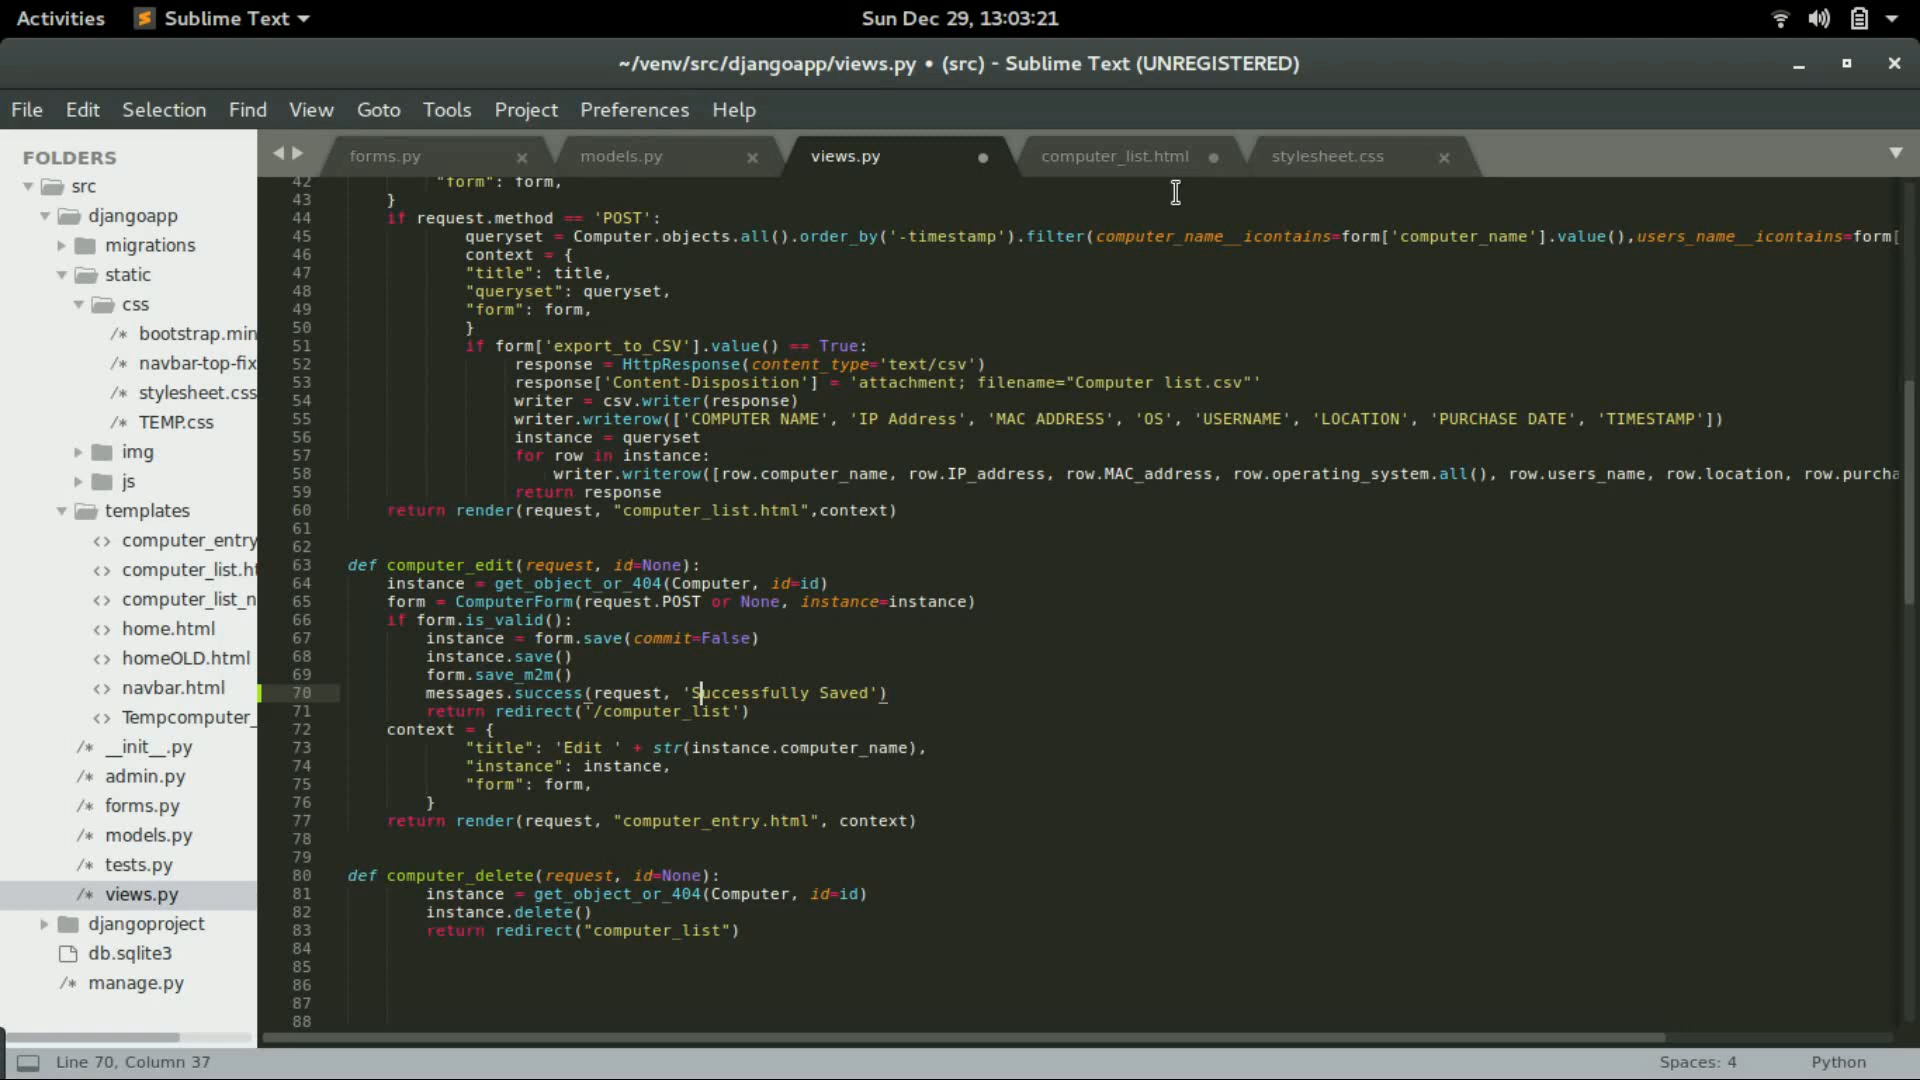 Activities Sublime Text Sun Dec 29, 13:03:21
~/venv/src/djangoapp/views.py • (src) - Sublime Text (UNREGISTERED)
File Edit Selection Find View Goto Tools Project Preferences Help
FOLDERS
src
djangoapp
migrations
static
css
/* bootstrap.min
/* navbar-top-fix
/* stylesheet.css
/* TEMP.css
img
js
templates
<> computer_entry
<> computer_list.ht
<> computer_list_n
<> home.html
<> homeOLD.html
<> navbar.html
<> Tempcomputer_
/* __init__.py
/* admin.py
/* forms.py
/* models.py
/* tests.py
/* views.py
djangoproject
db.sqlite3
/* manage.py
forms.py models.py views.py computer_list.html stylesheet.css
42 "form": form,
43 }
44 if request.method == 'POST':
45 queryset = Computer.objects.all().order_by('-timestamp').filter(computer_name__icontains=form['computer_name'].value(),users_name__icontains=form[
46 context = {
47 "title": title,
48 "queryset": queryset,
49 "form": form,
50 }
51 if form['export_to_CSV'].value() == True:
52 response = HttpResponse(content_type='text/csv')
53 response['Content-Disposition'] = 'attachment; filename="Computer list.csv"'
54 writer = csv.writer(response)
55 writer.writerow(['COMPUTER NAME', 'IP Address', 'MAC ADDRESS', 'OS', 'USERNAME', 'LOCATION', 'PURCHASE DATE', 'TIMESTAMP'])
56 instance = queryset
57 for row in instance:
58 writer.writerow([row.computer_name, row.IP_address, row.MAC_address, row.operating_system.all(), row.users_name, row.location, row.purcha
59 return response
60 return render(request, "computer_list.html",context)
61
62
63 def computer_edit(request, id=None):
64 instance = get_object_or_404(Computer, id=id)
65 form = ComputerForm(request.POST or None, instance=instance)
66 if form.is_valid():
67 instance = form.save(commit=False)
68 instance.save()
69 form.save_m2m()
70 messages.success(request, 'Successfully Saved')
71 return redirect('/computer_list')
72 context = {
73 "title": 'Edit ' + str(instance.computer_name),
74 "instance": instance,
75 "form": form,
76 }
77 return render(request, "computer_entry.html", context)
78
79
80 def computer_delete(request, id=None):
81 instance = get_object_or_404(Computer, id=id)
82 instance.delete()
83 return redirect("computer_list")
84
85
86
87
88
Line 70, Column 37 Spaces: 4 Python